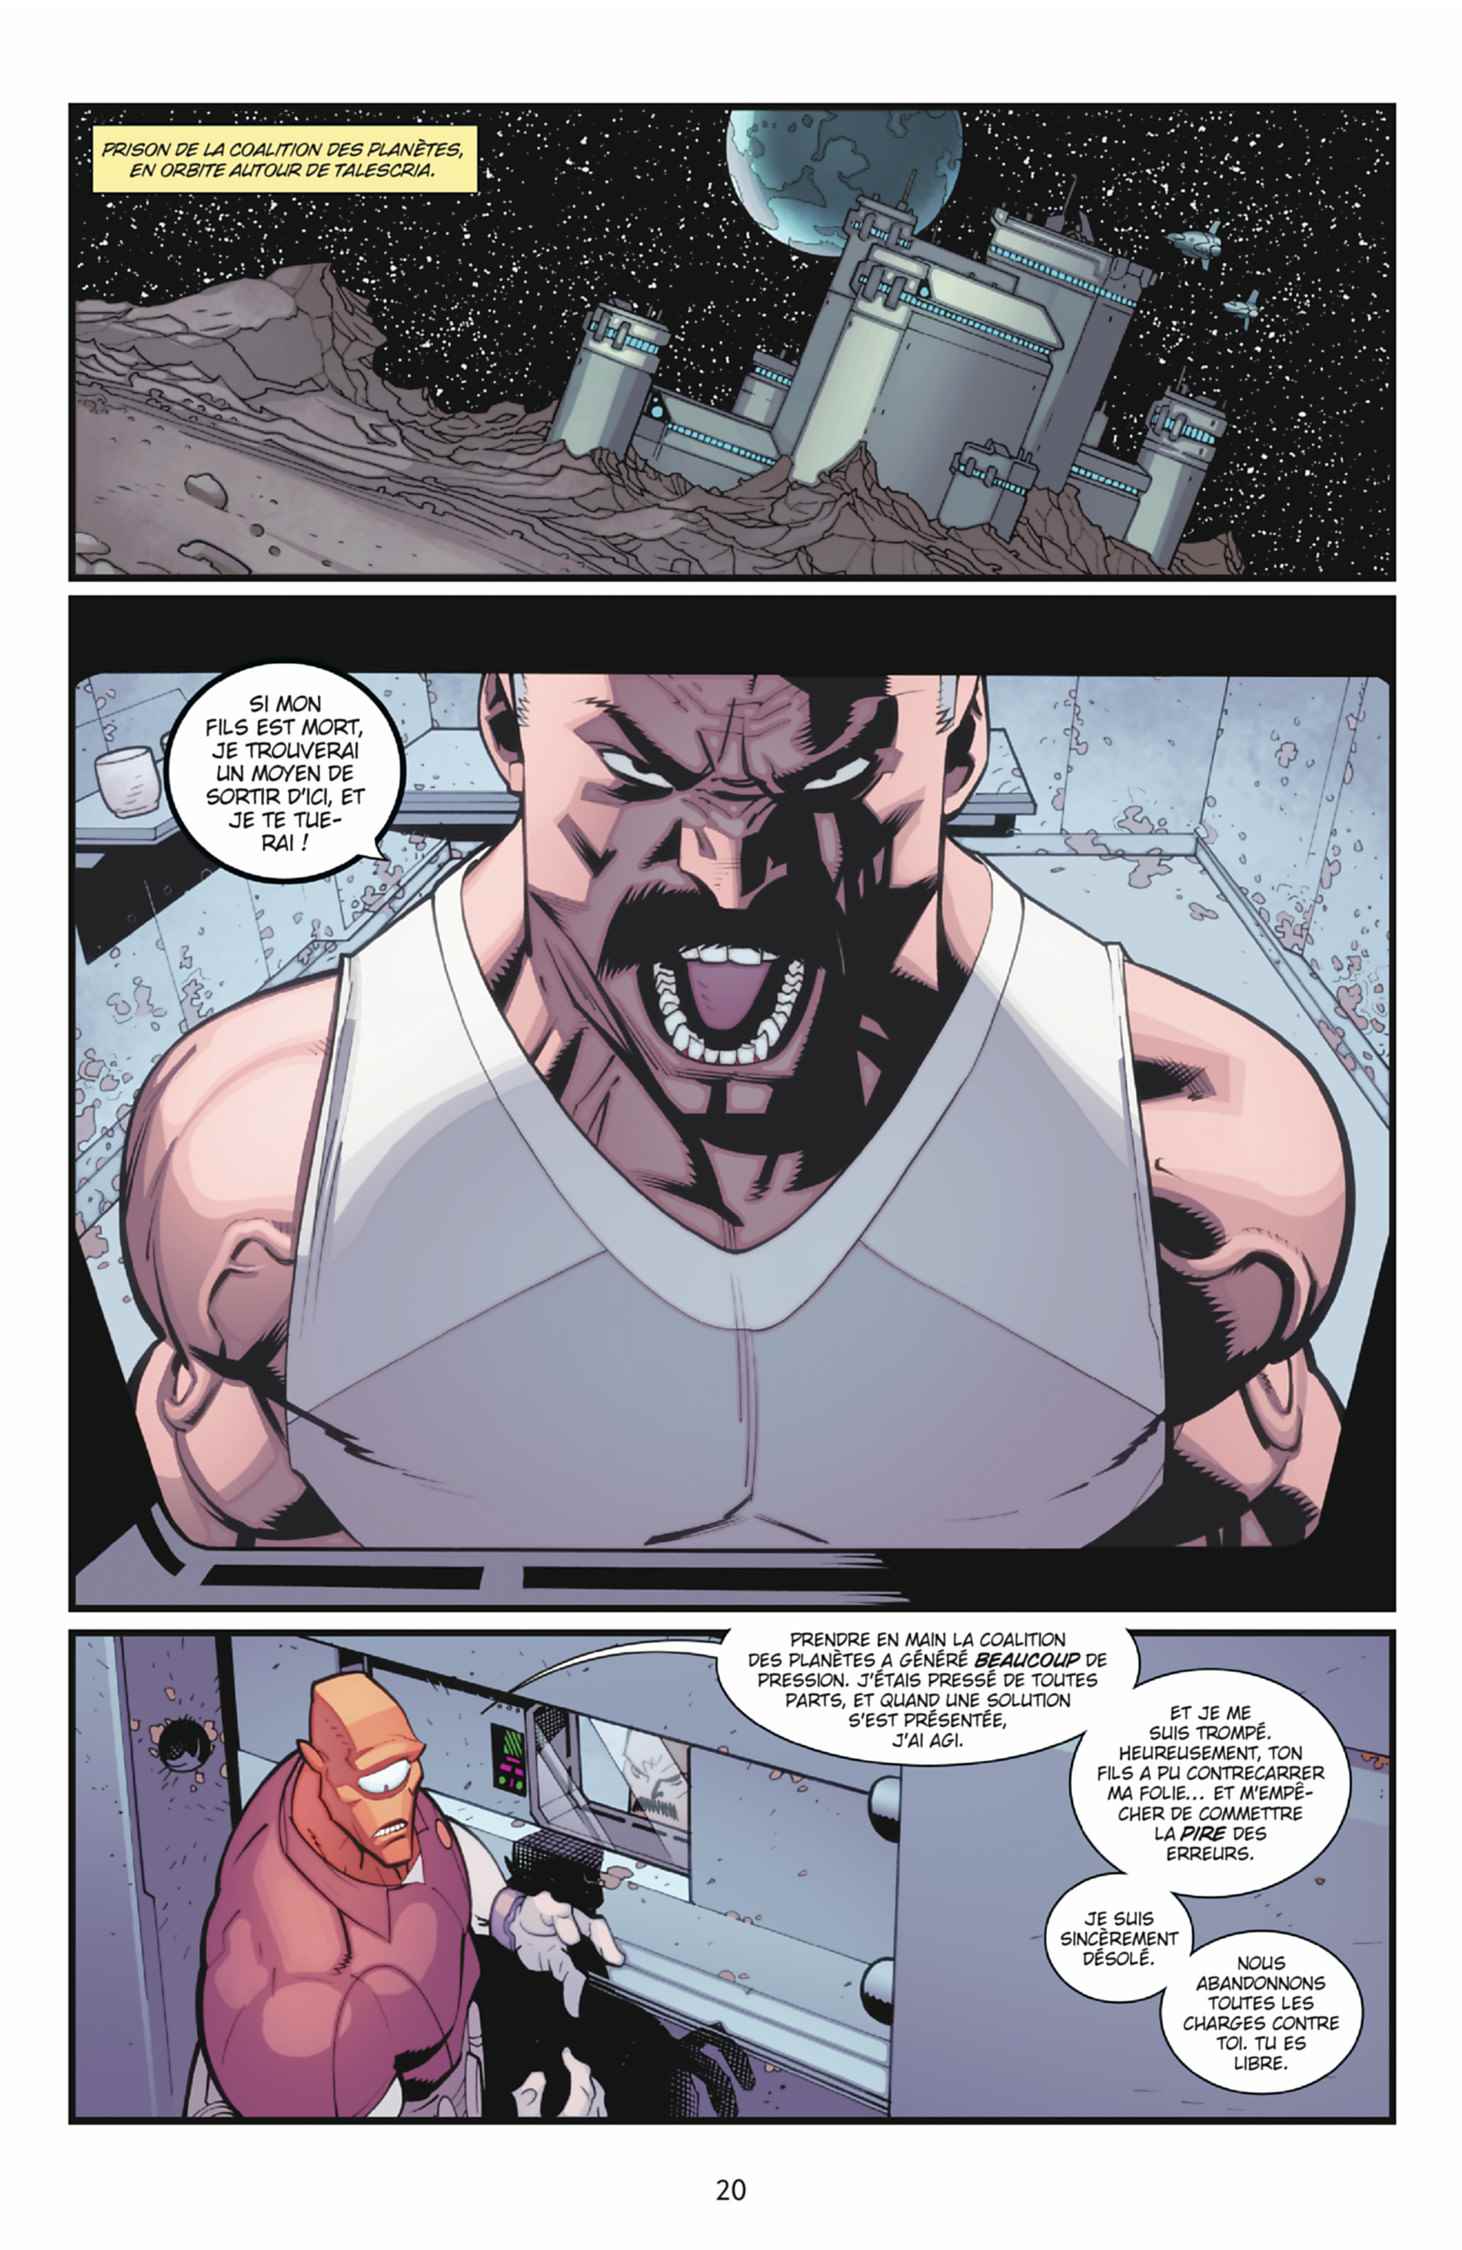 PRISON DE LA COALITION DES PLANÈTES,
EN ORBITE AUTOUR DE TALESCRIA.
SI MON
FILS EST MORT,
JE TROUVERAI
UN MOYEN DE
SORTIR D'ICI, ET
JE TE TUE-
RAI !
PRENDRE EN MAIN LA COALITION
DES PLANÈTES A GÉNÉRÉ BEAUCOUP DE
PRESSION. J'ÉTAIS PRESSÉ DE TOUTES
PARTS, ET QUAND UNE SOLUTION
S'EST PRÉSENTÉE,
J'AI AGI.
ET JE ME
SUIS TROMPÉ.
HEUREUSEMENT, TON
FILS A PU CONTRECARRER
MA FOLIE... ET M'EMPÊ-
CHER DE COMMETTRE
LA PIRE DES
ERREURS.
JE SUIS
SINCÈREMENT
DÉSOLÉ.
NOUS
ABANDONNONS
TOUTES LES
CHARGES CONTRE
TOI. TU ES
LIBRE.
20